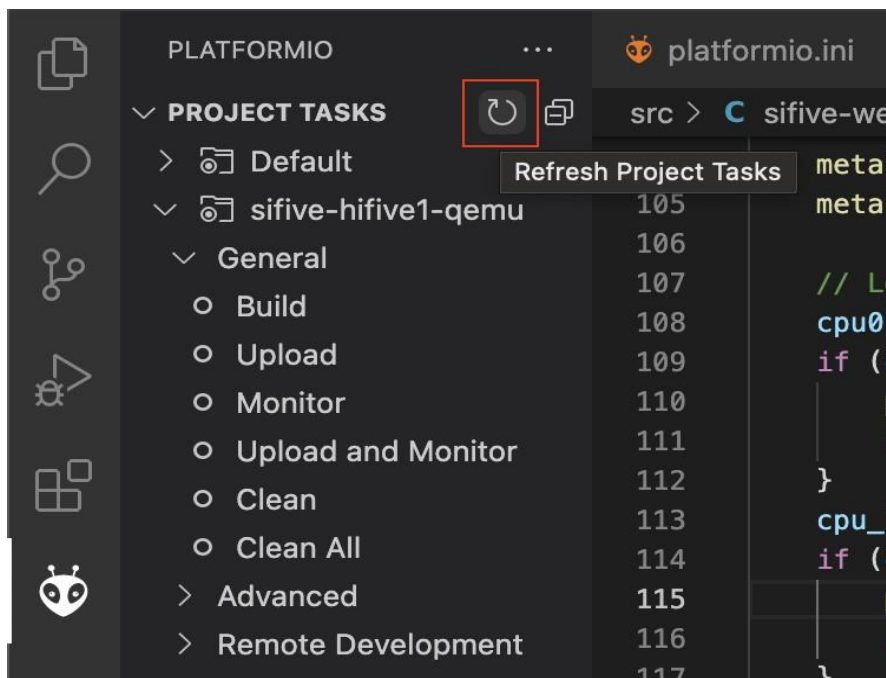 PLATFORMIO ...
platformio.ini
PROJECT TASKS
src > C sifive-we
Default
Refresh Project Tasks
meta
sifive-hifive1-qemu
105 meta
106
General
107 // L
Build
108 cpu0
Upload
109 if (
Monitor
110
111
Upload and Monitor
112 }
Clean
113 cpu_
Clean All
114 if (
Advanced
115
Remote Development
116
117 }